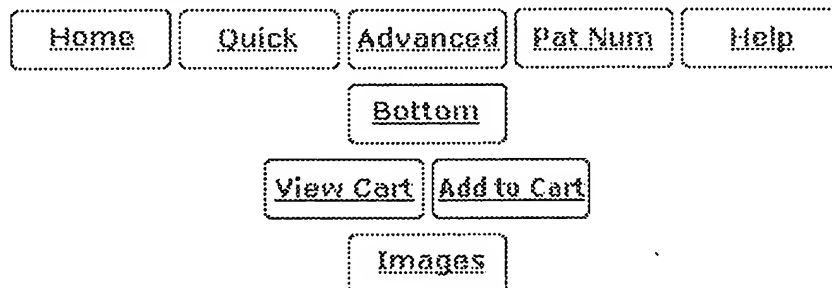 Home Quick Advanced Pat Num Help
Bottom
View Cart Add to Cart
Images